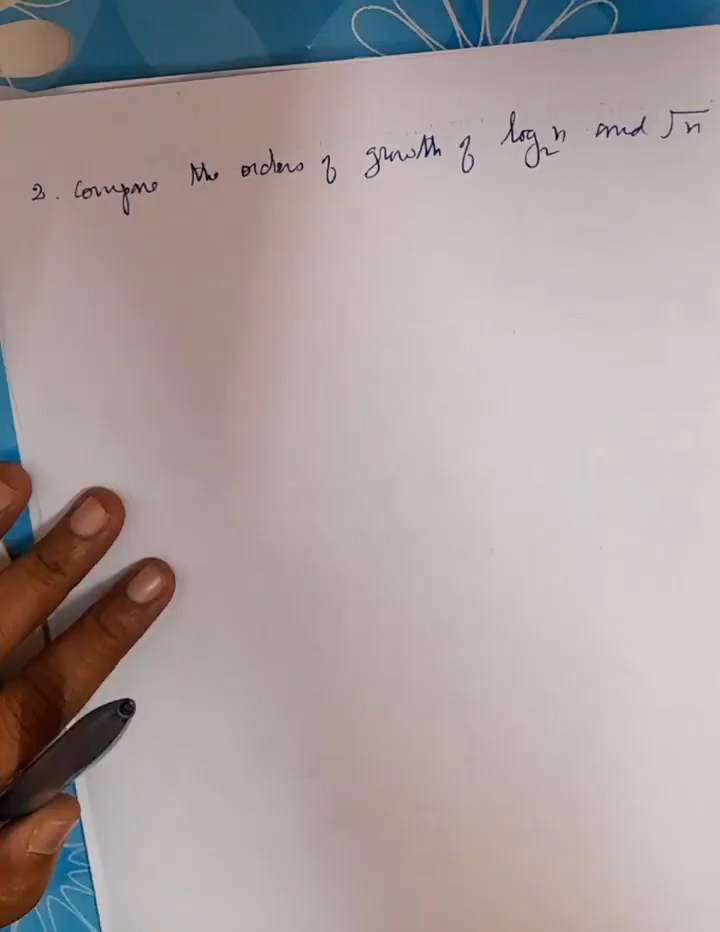 2. Compare the orders of growth of log₂n and √n